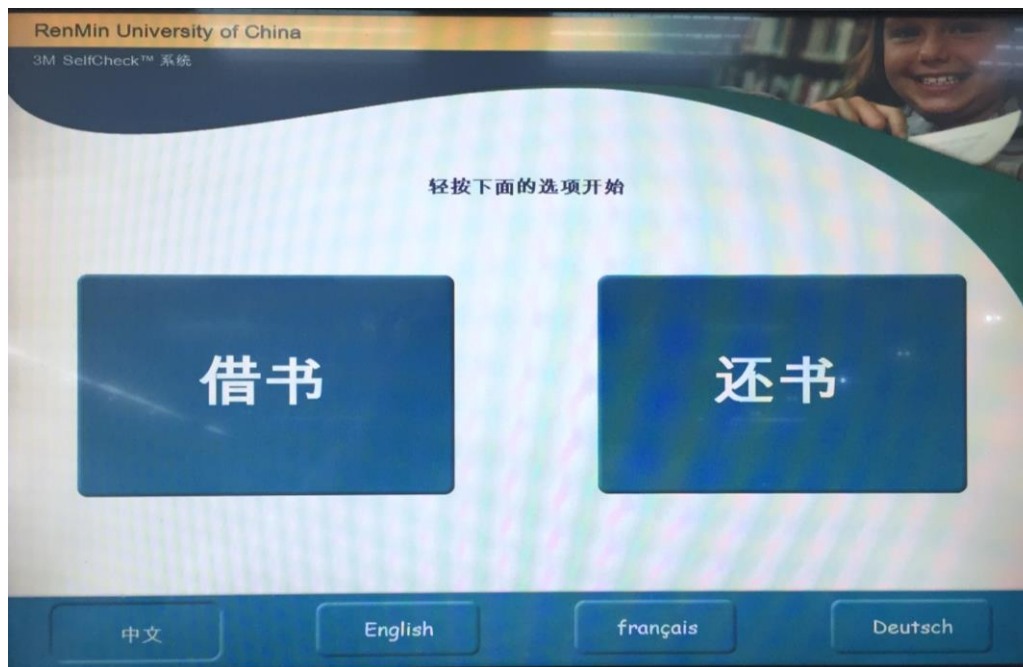 RenMin University of China
3M SelfCheck™ 系统
轻按下面的选项开始
借书
还书
中文
English
français
Deutsch